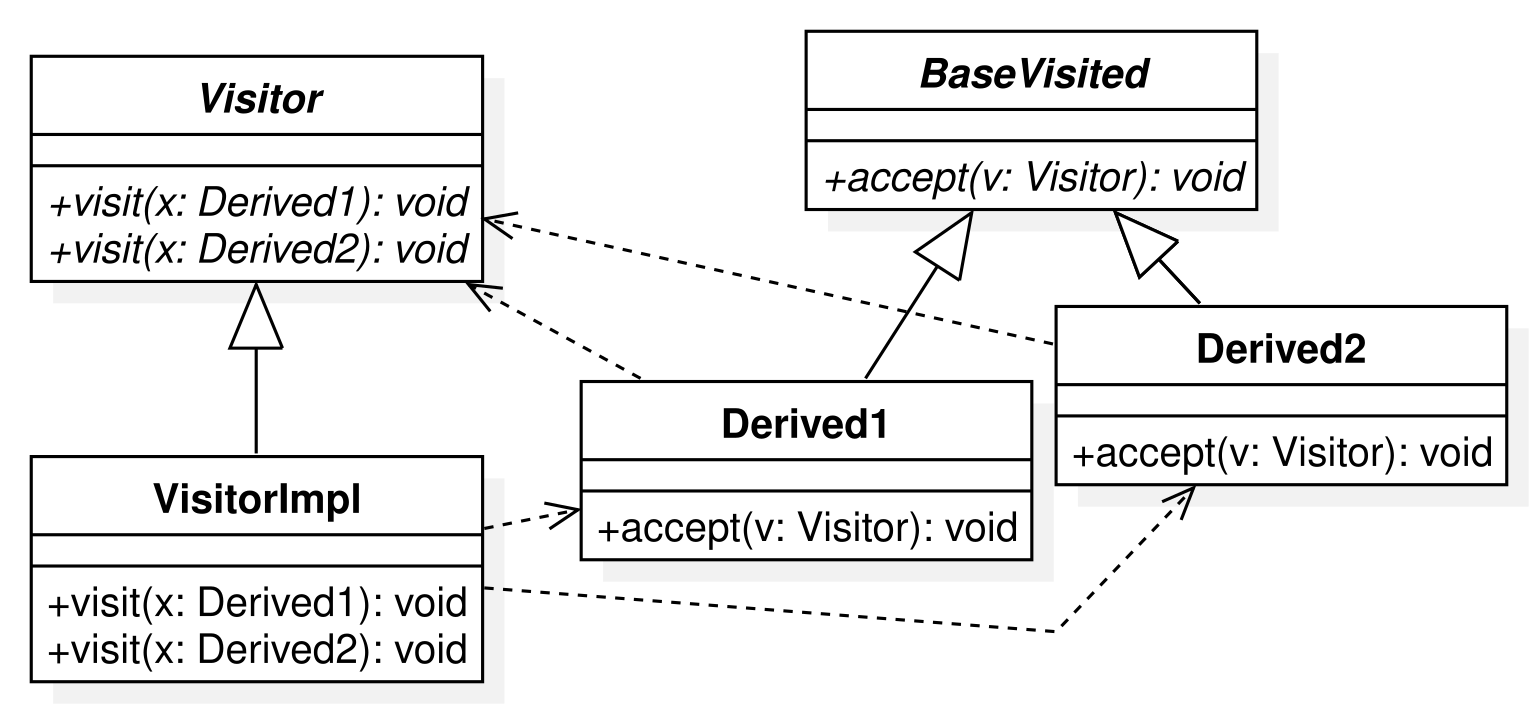 Visitor
+visit(x: Derived1): void
+visit(x: Derived2): void
BaseVisited
+accept(v: Visitor): void
Derived1
+accept(v: Visitor): void
Derived2
+accept(v: Visitor): void
VisitorImpl
+visit(x: Derived1): void
+visit(x: Derived2): void